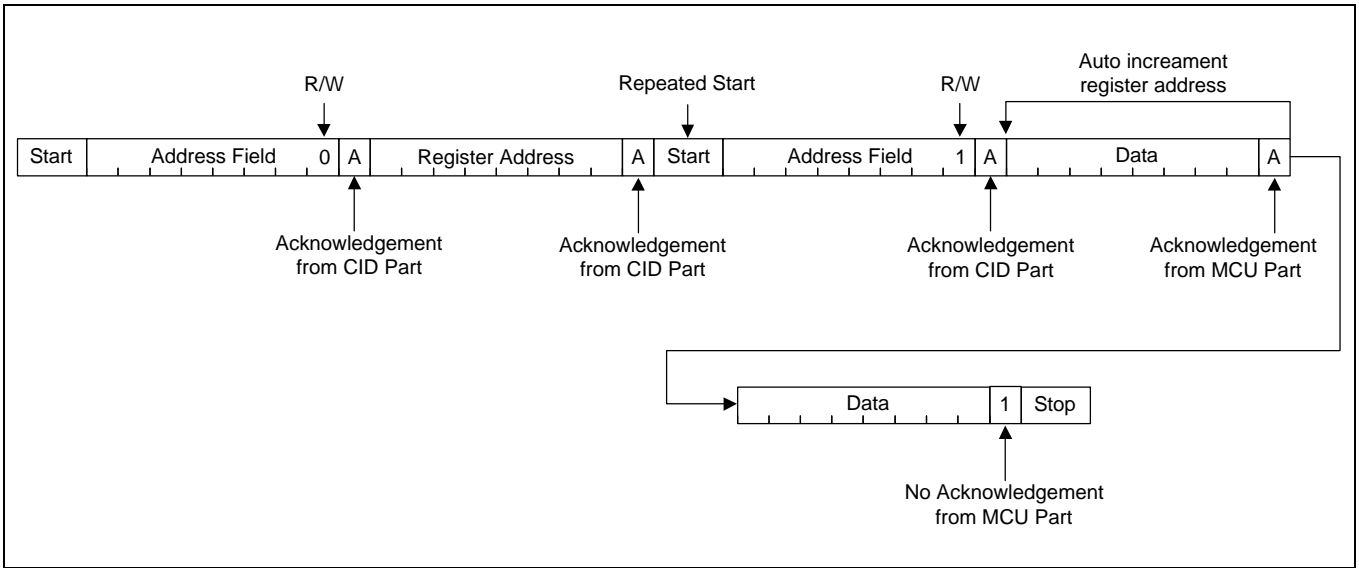 Auto increament
register address
R/W
Repeated Start
R/W
Start Address Field 0 A Register Address A Start Address Field 1 A Data A
Acknowledgement
from CID Part
Acknowledgement
from CID Part
Acknowledgement
from CID Part
Acknowledgement
from MCU Part
Data 1 Stop
No Acknowledgement
from MCU Part